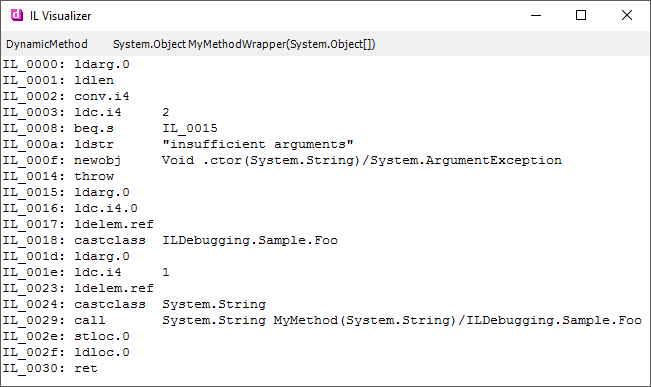 IL Visualizer
DynamicMethod System.Object MyMethodWrapper(System.Object[])
IL_0000: ldarg.0
IL_0001: ldlen
IL_0002: conv.i4
IL_0003: ldc.i4 2
IL_0008: beq.s IL_0015
IL_000a: ldstr "insufficient arguments"
IL_000f: newobj Void .ctor(System.String)/System.ArgumentException
IL_0014: throw
IL_0015: ldarg.0
IL_0016: ldc.i4.0
IL_0017: ldelem.ref
IL_0018: castclass ILDebugging.Sample.Foo
IL_001d: ldarg.0
IL_001e: ldc.i4 1
IL_0023: ldelem.ref
IL_0024: castclass System.String
IL_0029: call System.String MyMethod(System.String)/ILDebugging.Sample.Foo
IL_002e: stloc.0
IL_002f: ldloc.0
IL_0030: ret